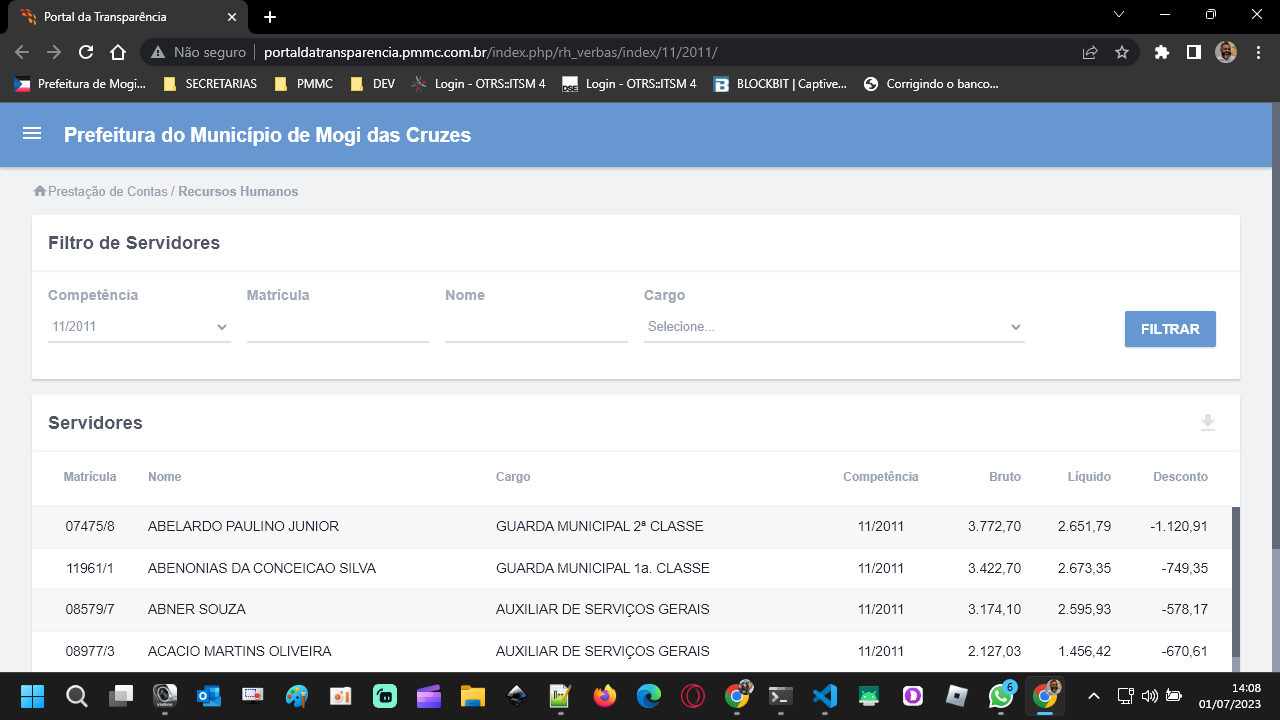 Portal da Transparência
Não seguro
portaldatransparencia.pmmc.com.br/index.php/rh_verbas/index/11/2011/
Prefeitura de Mogi... SECRETARIAS PMMC DEV Login - OTRS::ITSM 4 Login - OTRS::ITSM 4 BLOCKBIT | Captive... Corrigindo o banco...
Prefeitura do Município de Mogi das Cruzes
Prestação de Contas / Recursos Humanos
Filtro de Servidores
Competência Matrícula Nome Cargo
11/2011 Selecione... FILTRAR
Servidores
Matrícula Nome Cargo Competência Bruto Líquido Desconto
07475/8 ABELARDO PAULINO JUNIOR GUARDA MUNICIPAL 2ª CLASSE 11/2011 3.772,70 2.651,79 -1.120,91
11961/1 ABENONIAS DA CONCEICAO SILVA GUARDA MUNICIPAL 1a. CLASSE 11/2011 3.422,70 2.673,35 -749,35
08579/7 ABNER SOUZA AUXILIAR DE SERVIÇOS GERAIS 11/2011 3.174,10 2.595,93 -578,17
08977/3 ACACIO MARTINS OLIVEIRA AUXILIAR DE SERVIÇOS GERAIS 11/2011 2.127,03 1.456,42 -670,61
6
14:08
01/07/2023